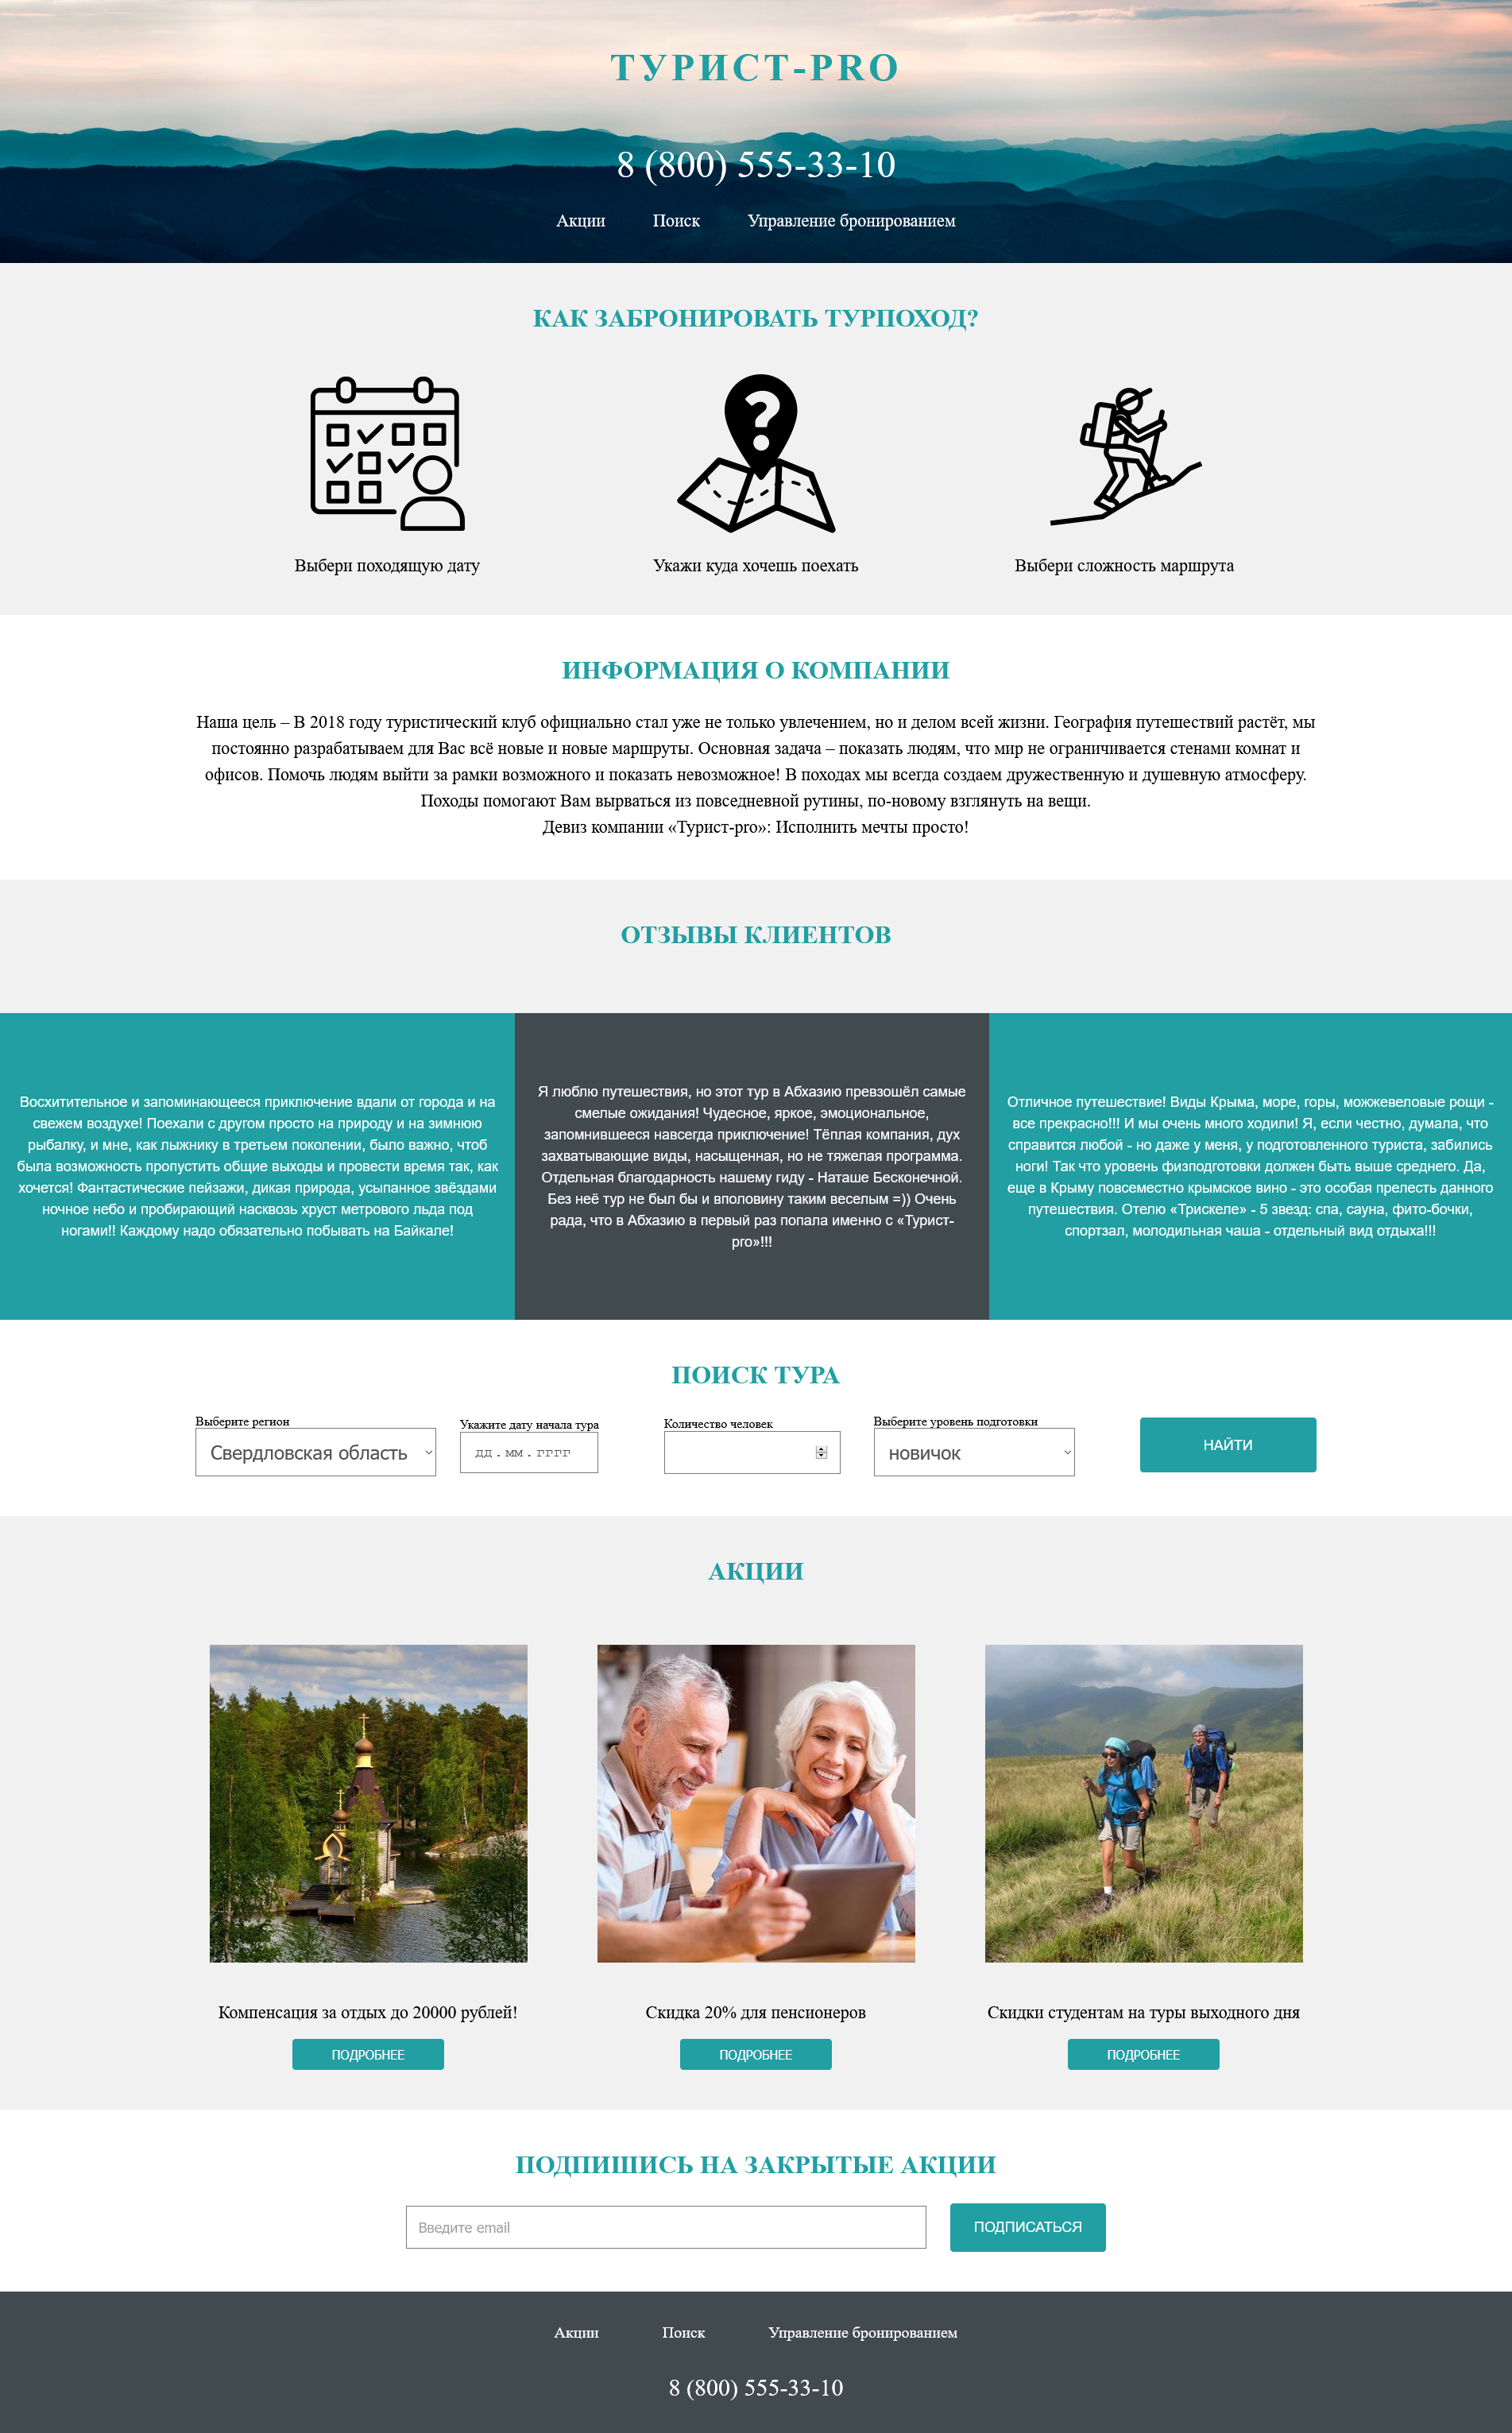 ТУРИСТ-PRO
8 (800) 555-33-10
Акции Поиск Управление бронированием
КАК ЗАБРОНИРОВАТЬ ТУРПОХОД?
Выбери походящую дату
Укажи куда хочешь поехать
Выбери сложность маршрута
ИНФОРМАЦИЯ О КОМПАНИИ
Наша цель – В 2018 году туристический клуб официально стал уже не только увлечением, но и делом всей жизни. География путешествий растёт, мы
постоянно разрабатываем для Вас всё новые и новые маршруты. Основная задача – показать людям, что мир не ограничивается стенами комнат и
офисов. Помочь людям выйти за рамки возможного и показать невозможное! В походах мы всегда создаем дружественную и душевную атмосферу.
Походы помогают Вам вырваться из повседневной рутины, по-новому взглянуть на вещи.
Девиз компании «Турист-pro»: Исполнить мечты просто!
ОТЗЫВЫ КЛИЕНТОВ
Восхитительное и запоминающееся приключение вдали от города и на
свежем воздухе! Поехали с другом просто на природу и на зимнюю
рыбалку, и мне, как лыжнику в третьем поколении, было важно, чтоб
была возможность пропустить общие выходы и провести время так, как
хочется! Фантастические пейзажи, дикая природа, усыпанное звёздами
ночное небо и пробирающий насквозь хруст метрового льда под
ногами!! Каждому надо обязательно побывать на Байкале!
Я люблю путешествия, но этот тур в Абхазию превзошёл самые
смелые ожидания! Чудесное, яркое, эмоциональное,
запомнившееся навсегда приключение! Тёплая компания, дух
захватывающие виды, насыщенная, но не тяжелая программа.
Отдельная благодарность нашему гиду - Наташе Бесконечной.
Без неё тур не был бы и вполовину таким веселым =)) Очень
рада, что в Абхазию в первый раз попала именно с «Турист-
pro»!!!
Отличное путешествие! Виды Крыма, море, горы, можжевеловые рощи -
все прекрасно!!! И мы очень много ходили! Я, если честно, думала, что
справится любой - но даже у меня, у подготовленного туриста, забились
ноги! Так что уровень физподготовки должен быть выше среднего. Да,
еще в Крыму повсеместно крымское вино - это особая прелесть данного
путешествия. Отелю «Трискеле» - 5 звезд: спа, сауна, фито-бочки,
спортзал, молодильная чаша - отдельный вид отдыха!!!
ПОИСК ТУРА
Выберите регион
Свердловская область
Укажите дату начала тура
дд.мм.гггг
Количество человек
Выберите уровень подготовки
новичок
НАЙТИ
АКЦИИ
Компенсация за отдых до 20000 рублей!
ПОДРОБНЕЕ
Скидка 20% для пенсионеров
ПОДРОБНЕЕ
Скидки студентам на туры выходного дня
ПОДРОБНЕЕ
ПОДПИШИСЬ НА ЗАКРЫТЫЕ АКЦИИ
Введите email
ПОДПИСАТЬСЯ
Акции Поиск Управление бронированием
8 (800) 555-33-10